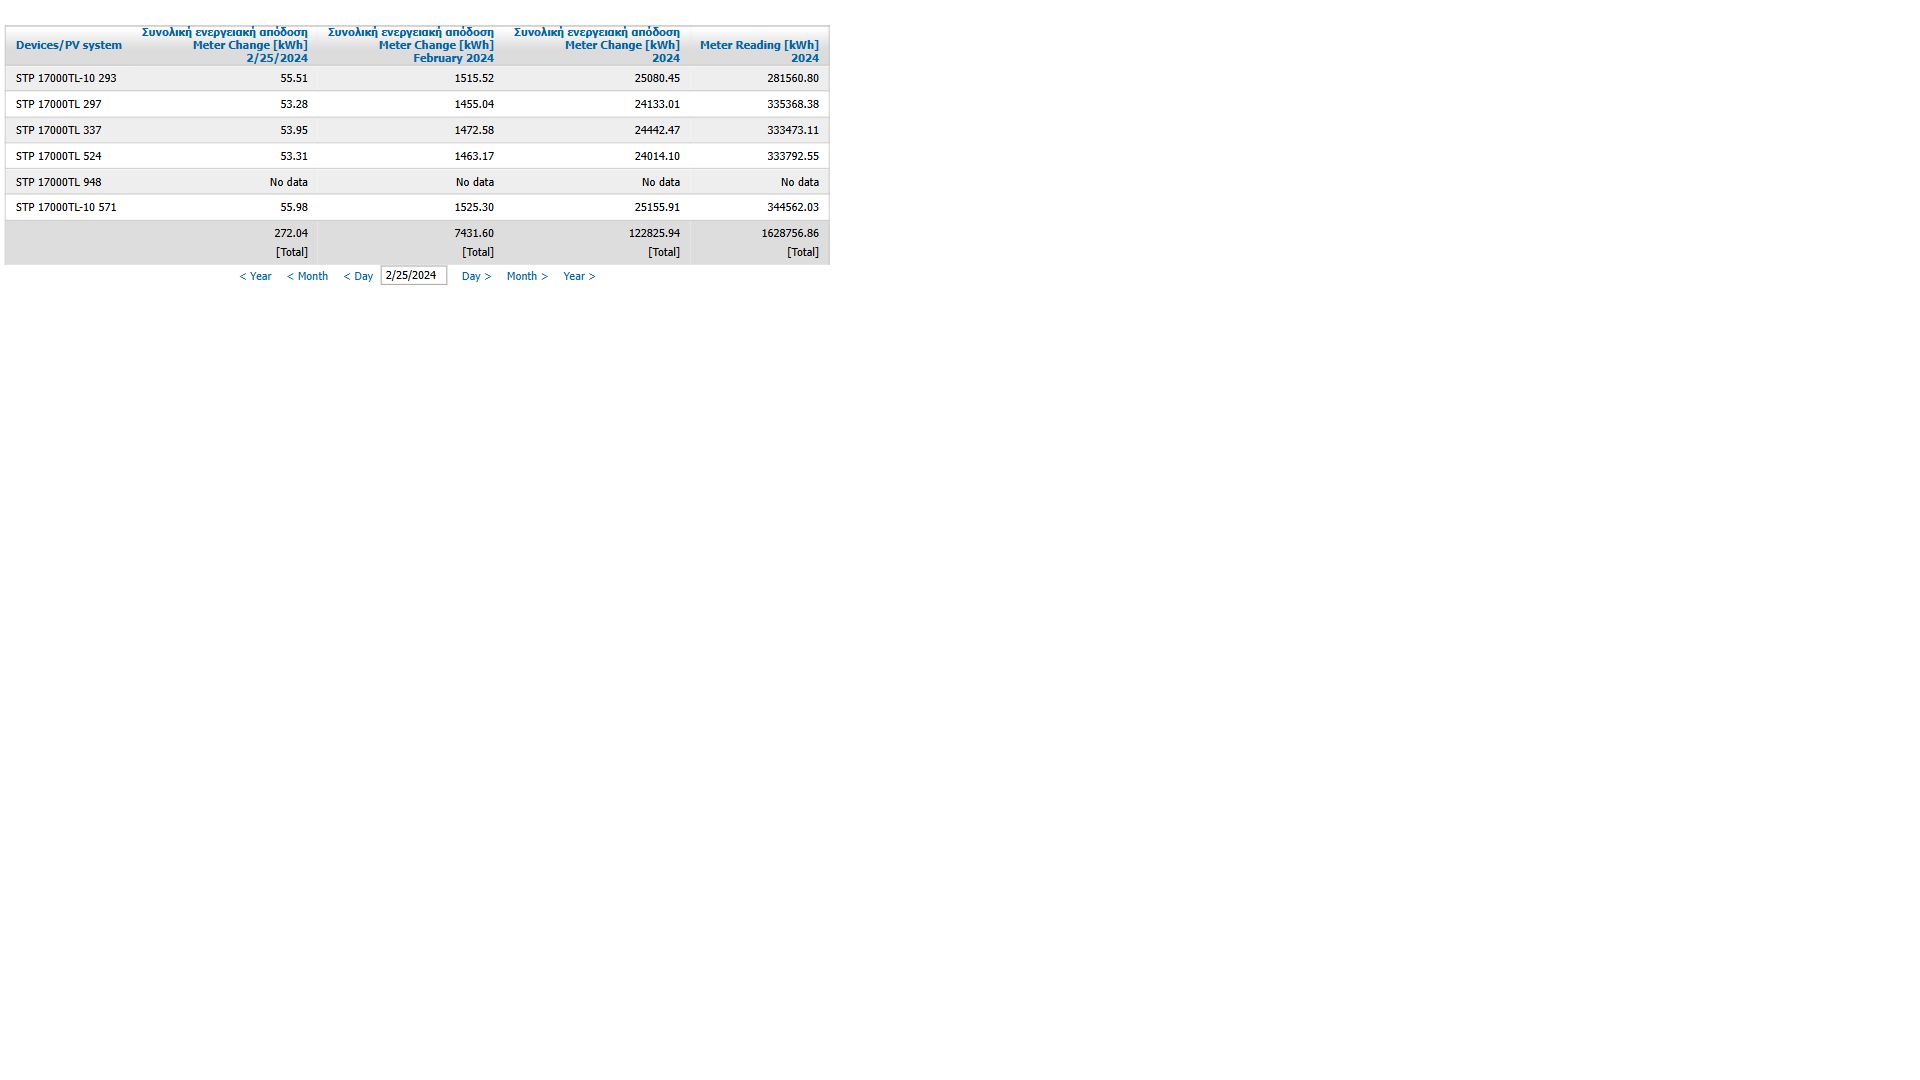 Devices/PV system Συνολική ενεργειακή απόδοση Meter Change [kWh] 2/25/2024 Συνολική ενεργειακή απόδοση Meter Change [kWh] February 2024 Συνολική ενεργειακή απόδοση Meter Change [kWh] 2024 Meter Reading [kWh] 2024
STP 17000TL-10 293 55.51 1515.52 25080.45 281560.80
STP 17000TL 297 53.28 1455.04 24133.01 335368.38
STP 17000TL 337 53.95 1472.58 24442.47 333473.11
STP 17000TL 524 53.31 1463.17 24014.10 333792.55
STP 17000TL 948 No data No data No data No data
STP 17000TL-10 571 55.98 1525.30 25155.91 344562.03
272.04 7431.60 122825.94 1628756.86
[Total] [Total] [Total] [Total]
< Year < Month < Day 2/25/2024 Day > Month > Year >